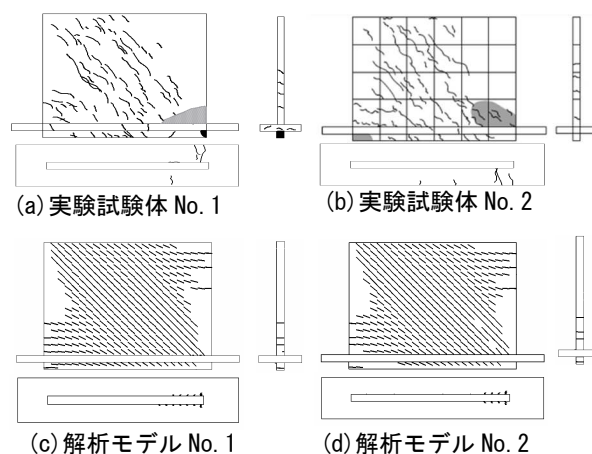 (a) 実験試験体 No. 1
(b) 実験試験体 No. 2
(c) 解析モデル No. 1
(d) 解析モデル No. 2